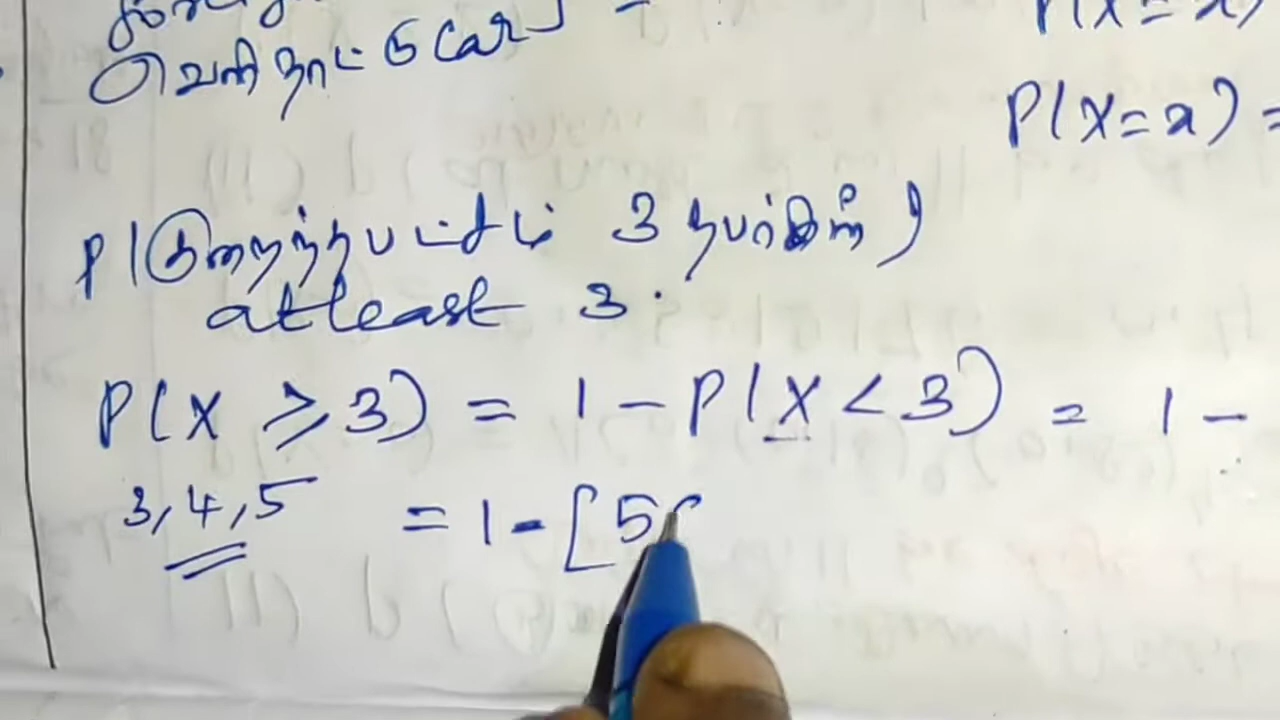 வெளி நாட்டு Car
P(X=x)
P(X=x) =
P(குறைந்தபட்சம் 3 நபர்கள்)
atleast 3.
P(X ≥ 3) = 1 - P(X < 3) = 1 -
3, 4, 5 = 1 - [5C